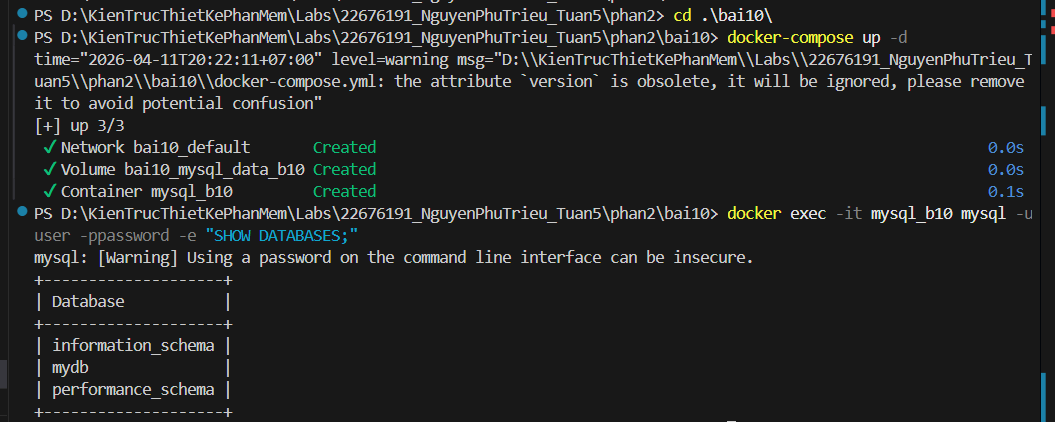 PS D:\KienTrucThietKePhanMem\Labs\22676191_NguyenPhuTrieu_Tuan5\phan2> cd .\bai10\
PS D:\KienTrucThietKePhanMem\Labs\22676191_NguyenPhuTrieu_Tuan5\phan2\bai10> docker-compose up -d
time="2026-04-11T20:22:11+07:00" level=warning msg="D:\\KienTrucThietKePhanMem\\Labs\\22676191_NguyenPhuTrieu_T
uan5\\phan2\\bai10\\docker-compose.yml: the attribute `version` is obsolete, it will be ignored, please remove
it to avoid potential confusion"
[+] up 3/3
✓ Network bai10_default Created 0.0s
✓ Volume bai10_mysql_data_b10 Created 0.0s
✓ Container mysql_b10 Created 0.1s
PS D:\KienTrucThietKePhanMem\Labs\22676191_NguyenPhuTrieu_Tuan5\phan2\bai10> docker exec -it mysql_b10 mysql -u
user -ppassword -e "SHOW DATABASES;"
mysql: [Warning] Using a password on the command line interface can be insecure.
+--------------------+
| Database           |
+--------------------+
| information_schema |
| mydb               |
| performance_schema |
+--------------------+